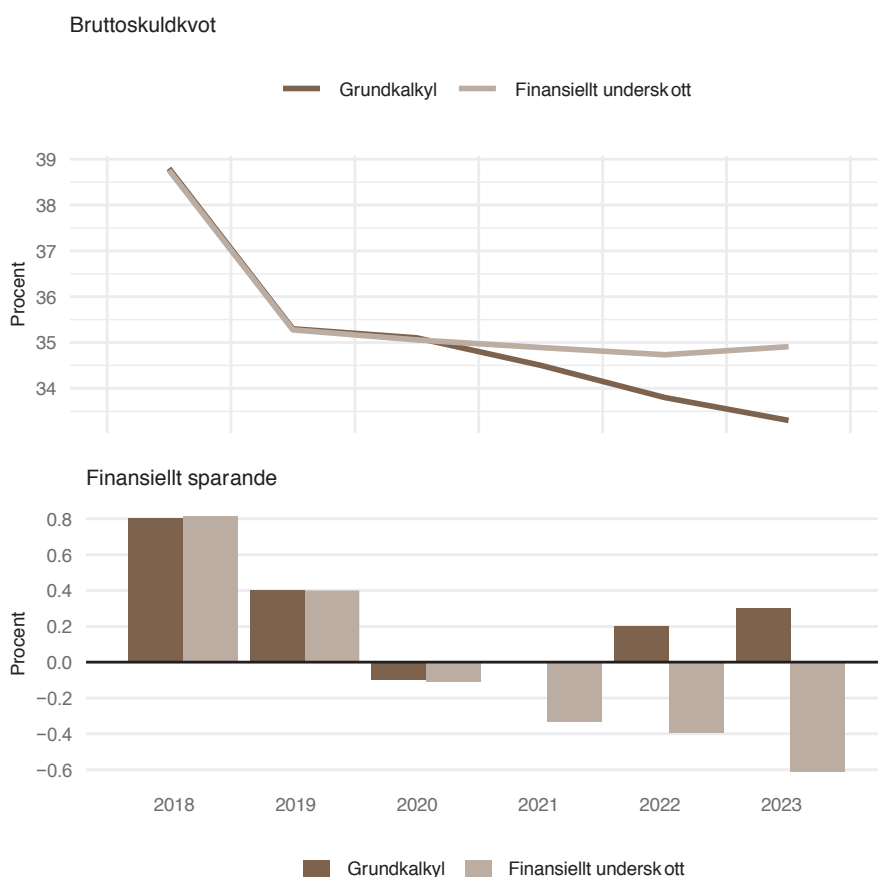 Bruttoskuldkvot
Grundkalkyl Finansiellt underskott
39
38
37
36
35
34
Procent
Finansiellt sparande
0.8
0.6
0.4
0.2
0.0
−0.2
−0.4
−0.6
Procent
2018 2019 2020 2021 2022 2023
Grundkalkyl Finansiellt underskott